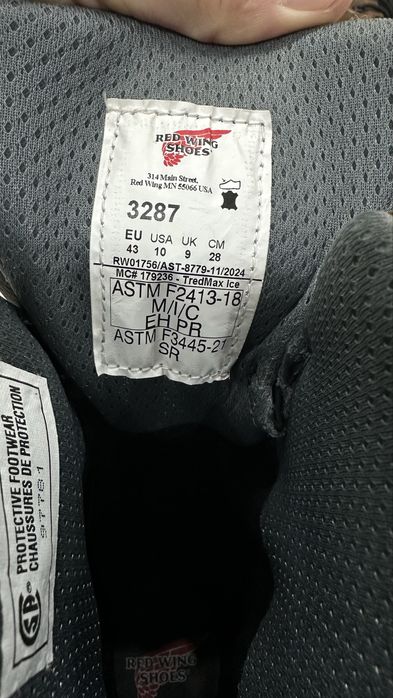 RED WING
SHOES
314 Main Street,
Red Wing MN 55066 USA
3287
EU USA UK CM
43 10 9 28
RW01756/AST-8779-11/2024
MC# 179236 - TredMax Ice
ASTM F2413-18
M/I/C
EH PR
ASTM F3445-21
SR
PROTECTIVE FOOTWEAR
CHAUSSURES DE PROTECTION
RED WING
SHOES